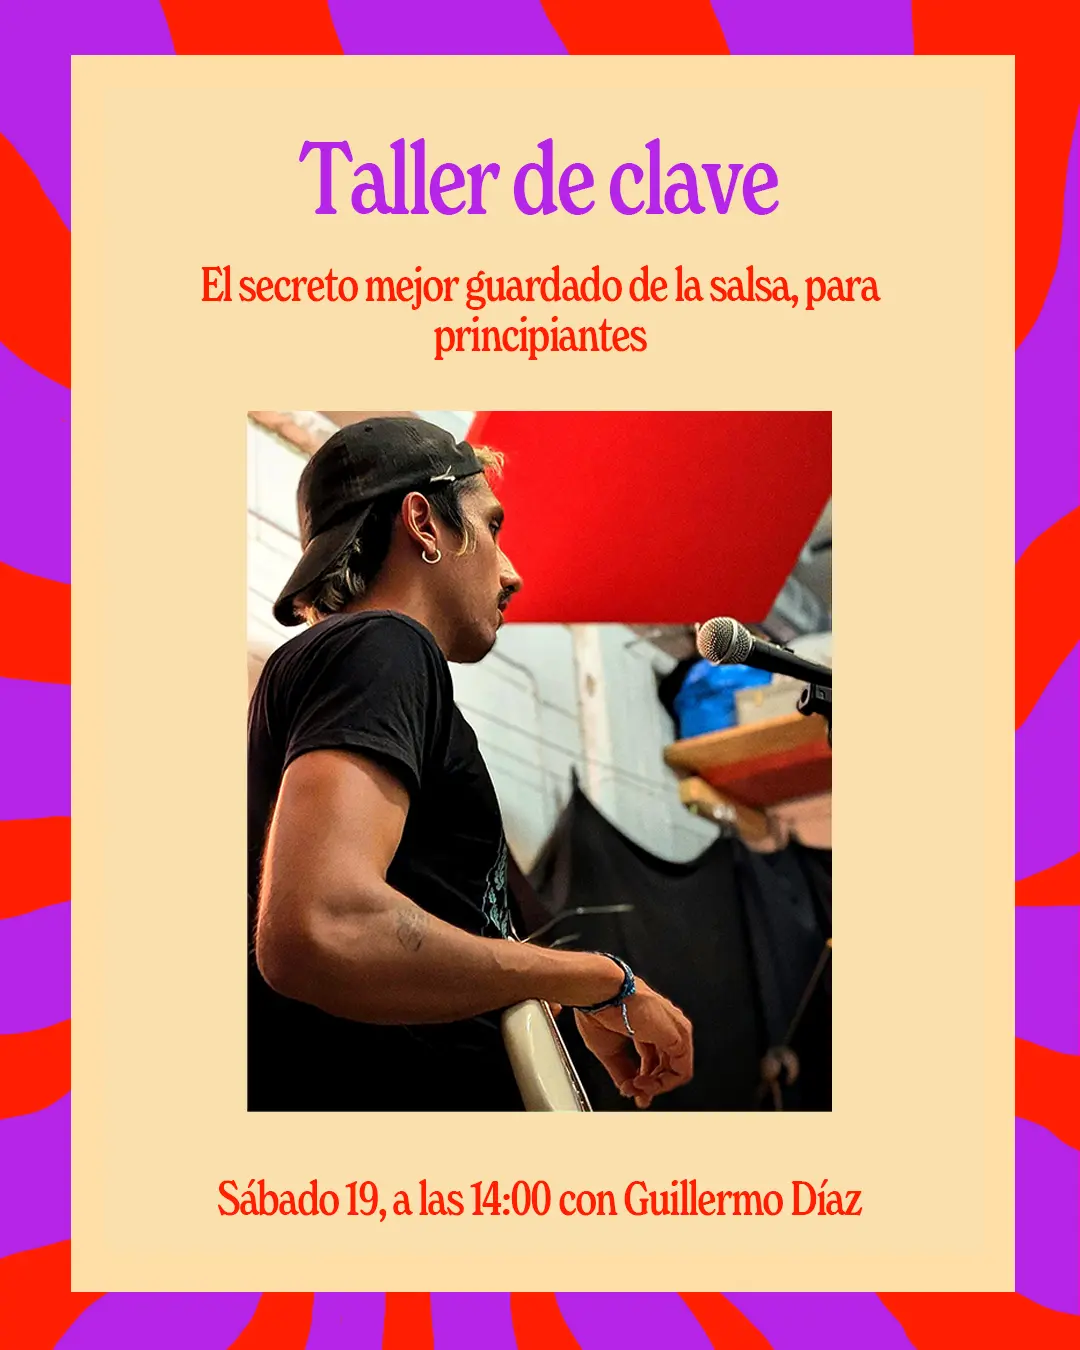 Taller de clave
El secreto mejor guardado de la salsa, para
principiantes
Sábado 19, a las 14:00 con Guillermo Díaz